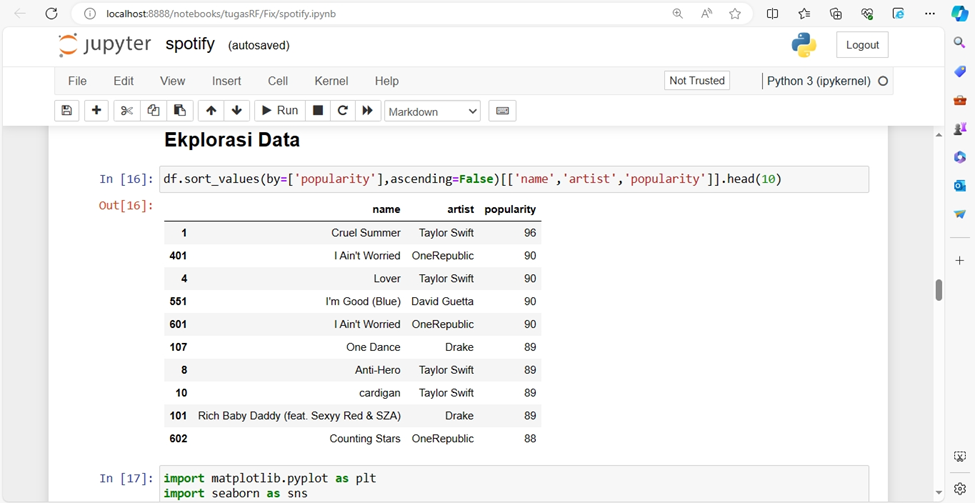 localhost:8888/notebooks/tugasRF/Fix/spotify.ipynb
jupyter spotify (autosaved)
Logout
File Edit View Insert Cell Kernel Help
Not Trusted
Python 3 (ipykernel)
Run
Markdown
Ekplorasi Data
In [16]: df.sort_values(by=['popularity'],ascending=False)[['name','artist','popularity']].head(10)
Out[16]:
name artist popularity
1 Cruel Summer Taylor Swift 96
401 I Ain't Worried OneRepublic 90
4 Lover Taylor Swift 90
551 I'm Good (Blue) David Guetta 90
601 I Ain't Worried OneRepublic 90
107 One Dance Drake 89
8 Anti-Hero Taylor Swift 89
10 cardigan Taylor Swift 89
101 Rich Baby Daddy (feat. Sexyy Red & SZA) Drake 89
602 Counting Stars OneRepublic 88
In [17]: import matplotlib.pyplot as plt
import seaborn as sns